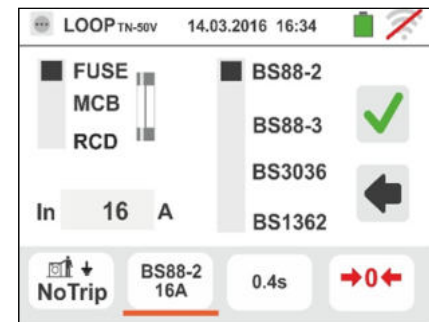 LOOP TN-50V 14.03.2016 16:34
FUSE
MCB
RCD
BS88-2
BS88-3
BS3036
BS1362
In 16 A
NoTrip
BS88-2
16A
0.4s
→0←